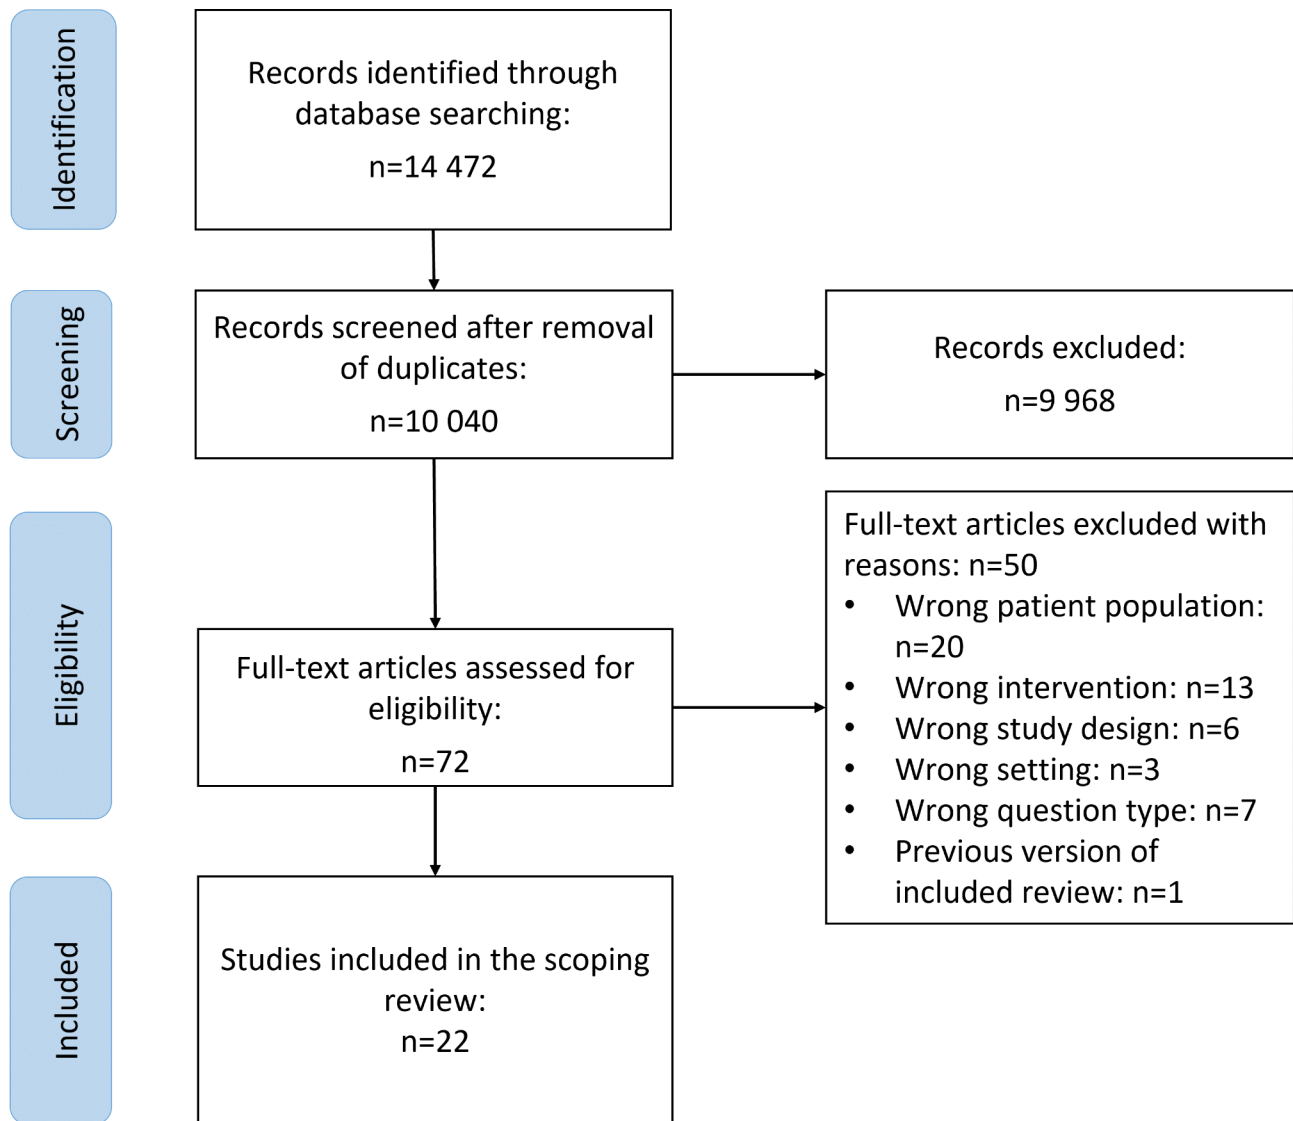 Identification
Records identified through
database searching:
n=14 472
Screening
Records screened after removal
of duplicates:
n=10 040
Records excluded:
n=9 968
Eligibility
Full-text articles assessed for
eligibility:
n=72
Full-text articles excluded with
reasons: n=50
• Wrong patient population:
n=20
• Wrong intervention: n=13
• Wrong study design: n=6
• Wrong setting: n=3
• Wrong question type: n=7
• Previous version of
included review: n=1
Included
Studies included in the scoping
review:
n=22